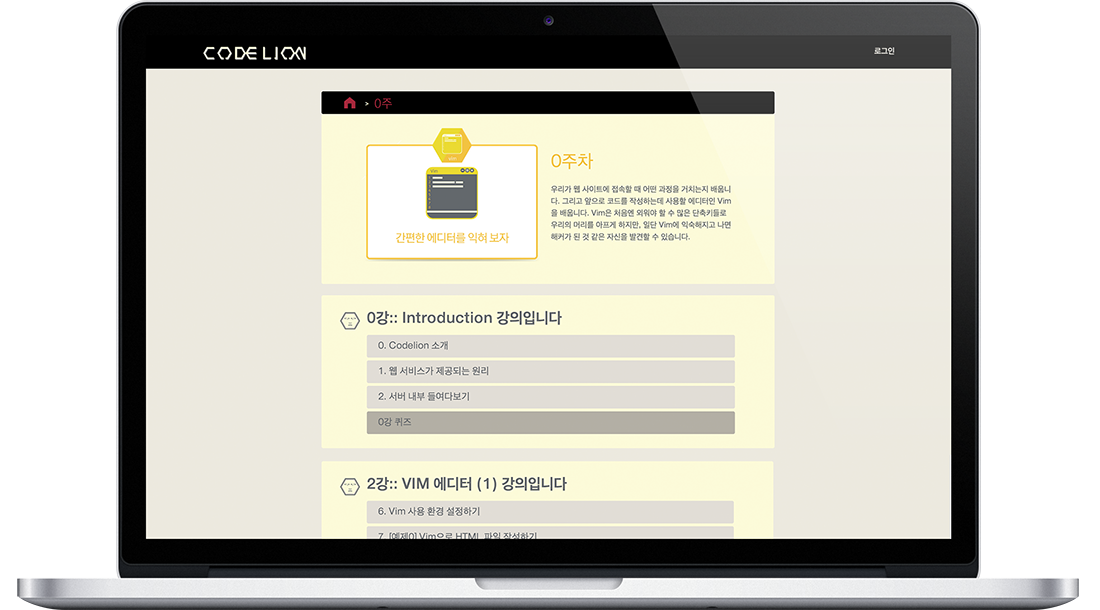 CODE LION
로그인
> 0주
0주차
우리가 웹 사이트에 접속할 때 어떤 과정을 거치는지 배웁니
다. 그리고 앞으로 코드를 작성하는데 사용할 에디터인 Vim
을 배웁니다. Vim은 처음엔 외워야 할 수 많은 단축키들로
우리의 머리를 아프게 하지만, 일단 Vim에 익숙해지고 나면
해커가 된 것 같은 자신을 발견할 수 있습니다.
간편한 에디터를 익혀 보자
0강:: Introduction 강의입니다
0. Codelion 소개
1. 웹 서비스가 제공되는 원리
2. 서버 내부 들여다보기
0강 퀴즈
2강:: VIM 에디터 (1) 강의입니다
6. Vim 사용 환경 설정하기
7. [예제0] Vim으로 HTML 파일 작성하기